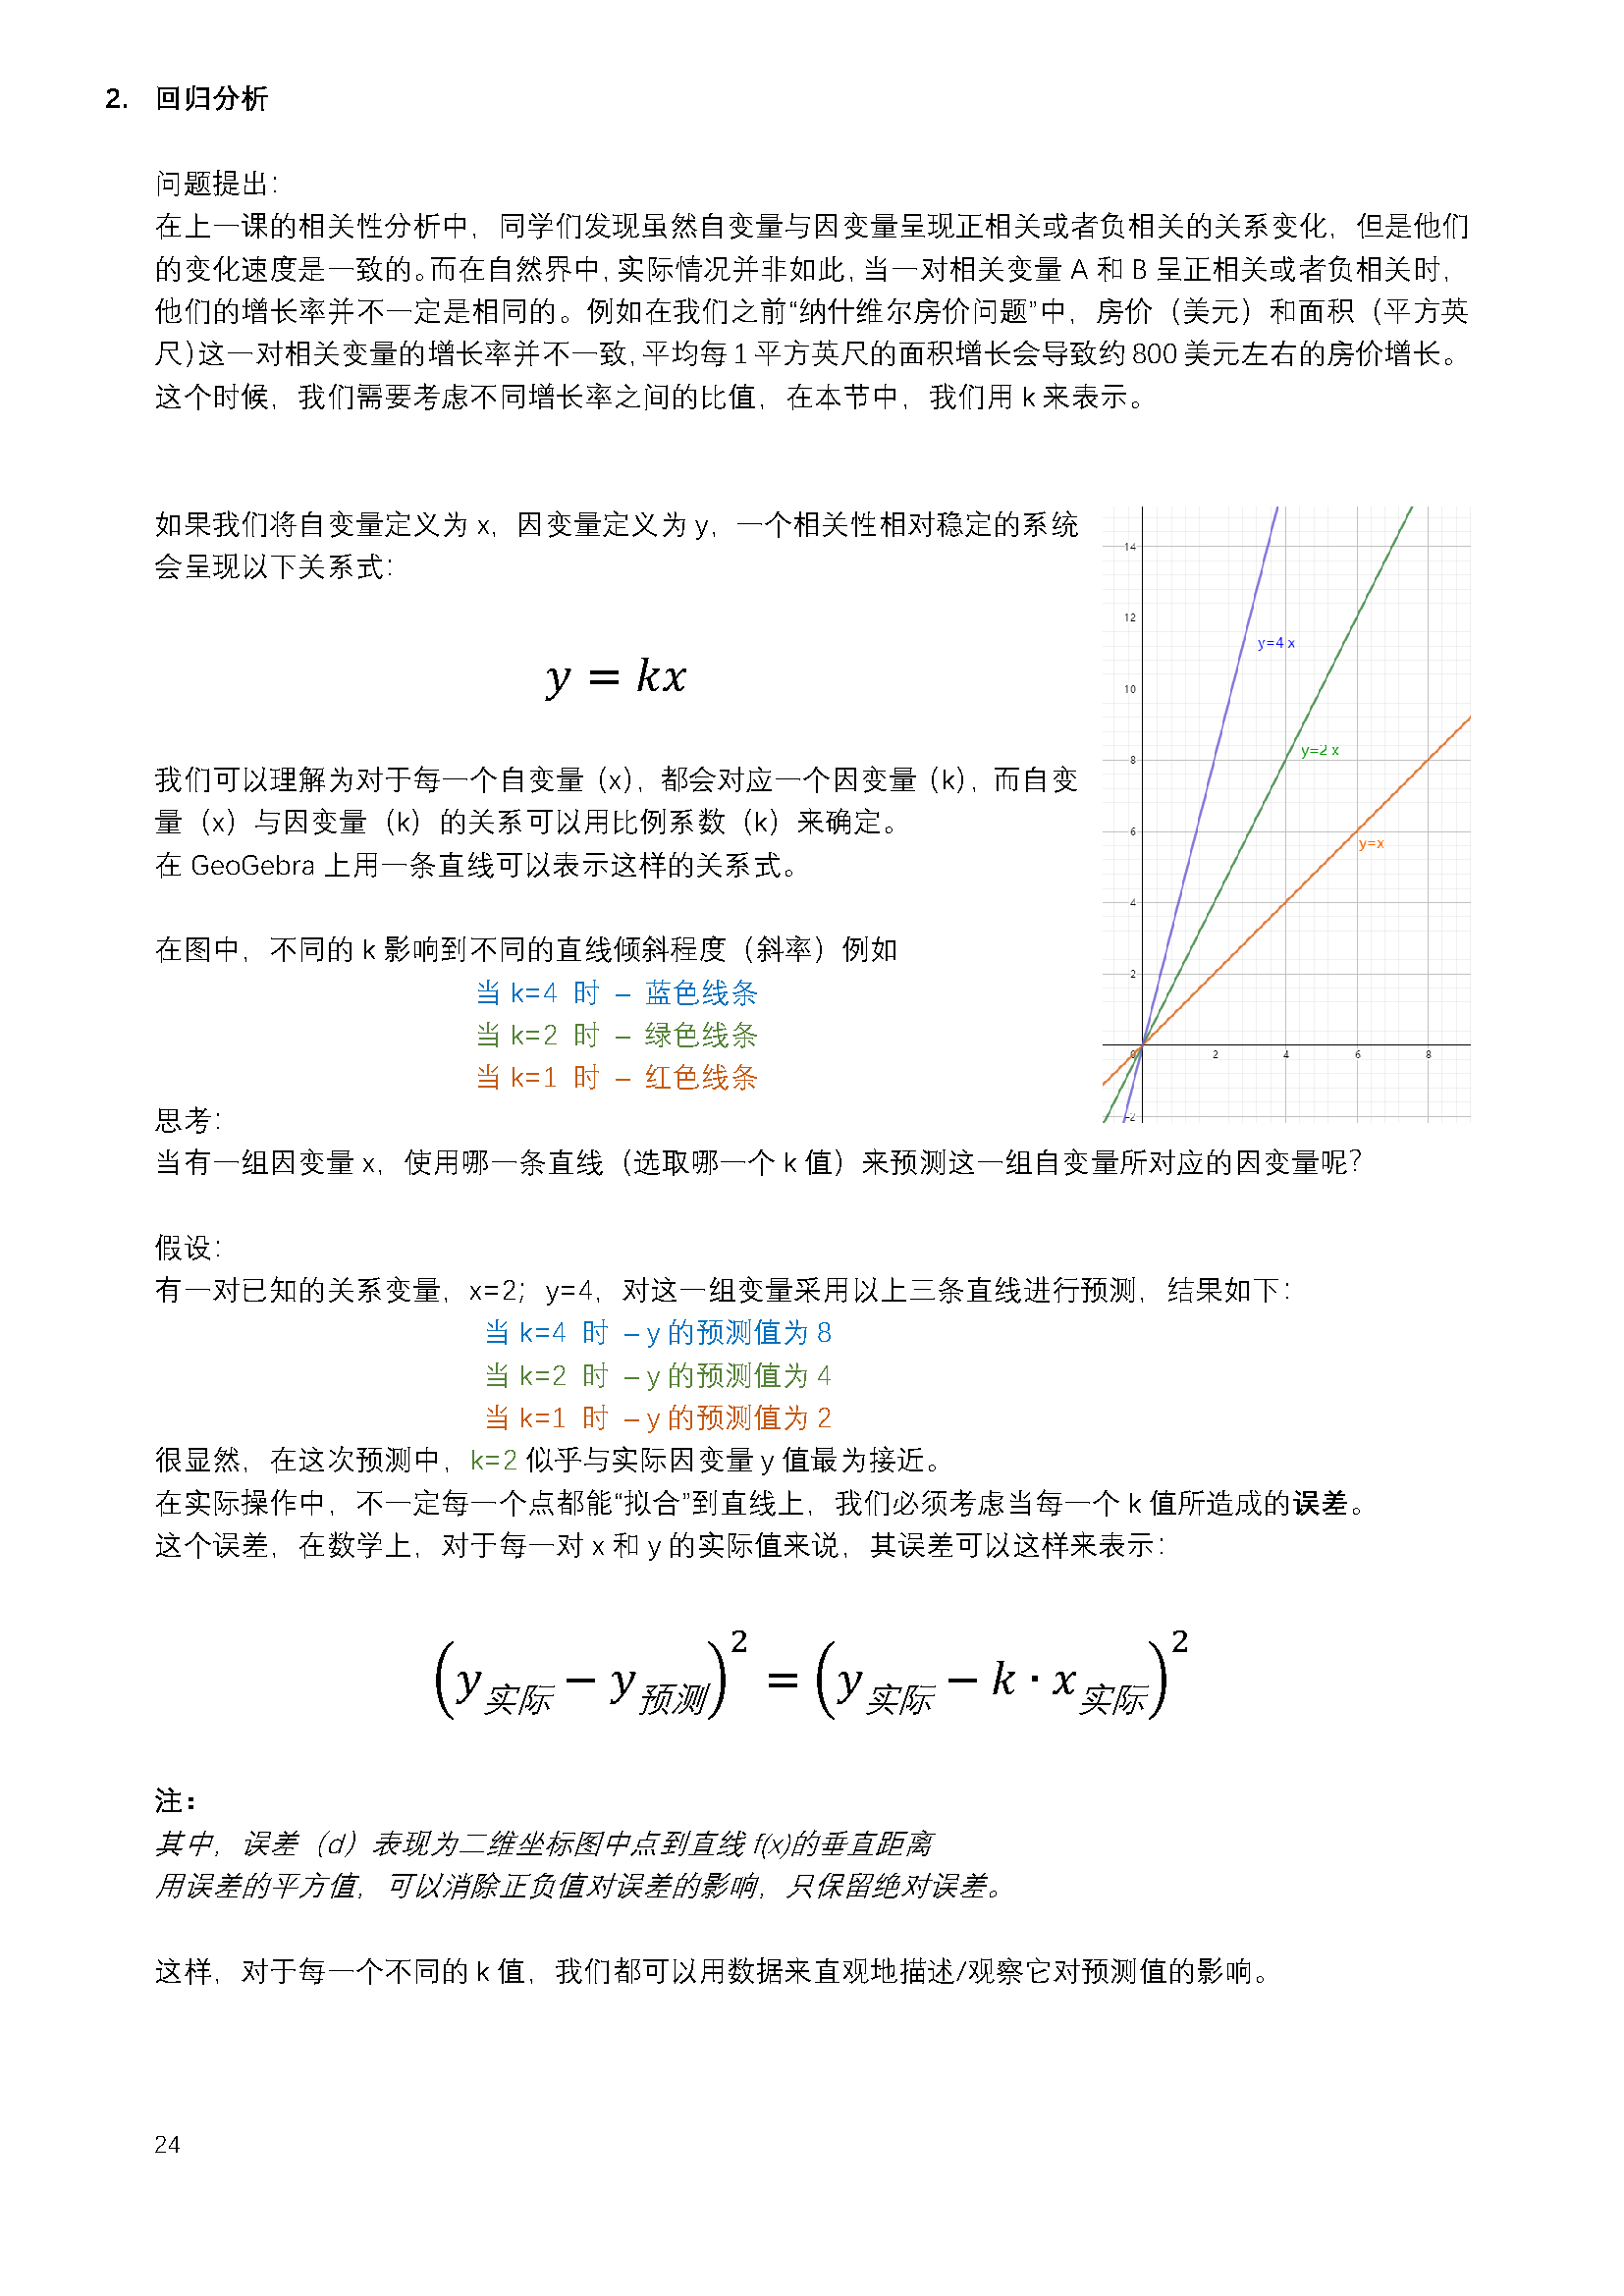 2. 回归分析
问题提出：
在上一课的相关性分析中，同学们发现虽然自变量与因变量呈现正相关或者负相关的关系变化，但是他们
的变化速度是一致的。而在自然界中，实际情况并非如此，当一对相关变量 A 和 B 呈正相关或者负相关时，
他们的增长率并不一定是相同的。例如在我们之前“纳什维尔房价问题”中，房价（美元）和面积（平方英
尺）这一对相关变量的增长率并不一致，平均每 1 平方英尺的面积增长会导致约 800 美元左右的房价增长。
这个时候，我们需要考虑不同增长率之间的比值，在本节中，我们用 k 来表示。
如果我们将自变量定义为 x，因变量定义为 y，一个相关性相对稳定的系统
会呈现以下关系式：
y = kx
我们可以理解为对于每一个自变量（x），都会对应一个因变量（k），而自变
量（x）与因变量（k）的关系可以用比例系数（k）来确定。
在 GeoGebra 上用一条直线可以表示这样的关系式。
在图中，不同的 k 影响到不同的直线倾斜程度（斜率）例如
当 k=4 时 – 蓝色线条
当 k=2 时 – 绿色线条
当 k=1 时 – 红色线条
14
12
y=4 x
10
y=2 x
8
6
y=x
4
2
0 2 4 6 8
-2
思考：
当有一组因变量 x，使用哪一条直线（选取哪一个 k 值）来预测这一组自变量所对应的因变量呢？
假设：
有一对已知的关系变量，x=2；y=4，对这一组变量采用以上三条直线进行预测，结果如下：
当 k=4 时 – y 的预测值为 8
当 k=2 时 – y 的预测值为 4
当 k=1 时 – y 的预测值为 2
很显然，在这次预测中，k=2 似乎与实际因变量 y 值最为接近。
在实际操作中，不一定每一个点都能“拟合”到直线上，我们必须考虑当每一个 k 值所造成的误差。
这个误差，在数学上，对于每一对 x 和 y 的实际值来说，其误差可以这样来表示：
(y实际 − y预测)² = (y实际 − k · x实际)²
注：
其中，误差（d）表现为二维坐标图中点到直线 f(x)的垂直距离
用误差的平方值，可以消除正负值对误差的影响，只保留绝对误差。
这样，对于每一个不同的 k 值，我们都可以用数据来直观地描述/观察它对预测值的影响。
24